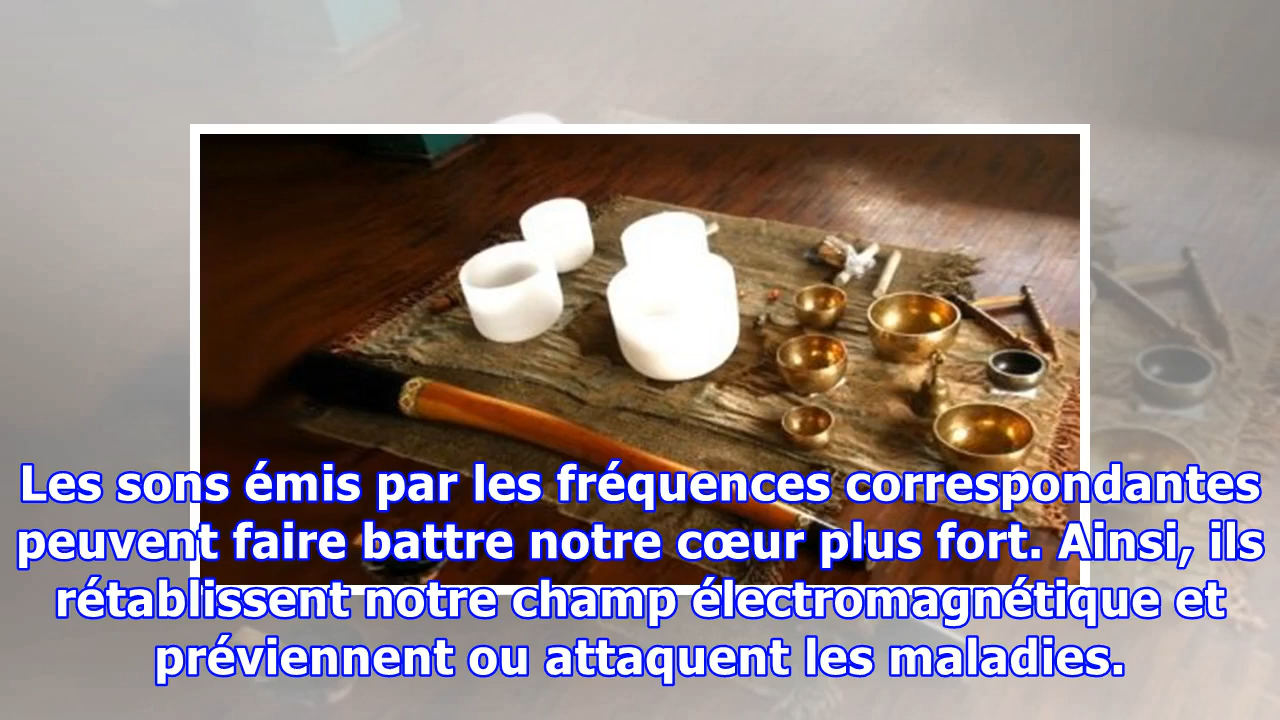 Les sons émis par les fréquences correspondantes
peuvent faire battre notre cœur plus fort. Ainsi, ils
rétablissent notre champ électromagnétique et
préviennent ou attaquent les maladies.